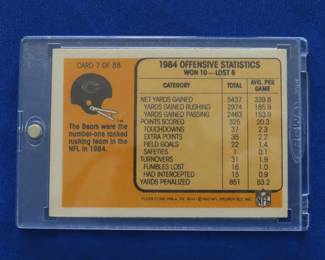 CARD 7 OF 88
The Bears were the
number-one ranked
rushing team in the
NFL in 1984.
1984 OFFENSIVE STATISTICS
WON 10—LOST 6
CATEGORY TOTAL AVG. PER GAME
NET YARDS GAINED 5437 339.8
YARDS GAINED RUSHING 2974 185.9
YARDS GAINED PASSING 2463 153.9
POINTS SCORED 325 20.3
TOUCHDOWNS 37 2.3
EXTRA POINTS 35 2.2
FIELD GOALS 22 1.4
SAFETIES 1 0.1
TURNOVERS 31 1.9
FUMBLES LOST 16 1.0
HAD INTERCEPTED 15 0.9
YARDS PENALIZED 851 53.2
NFL